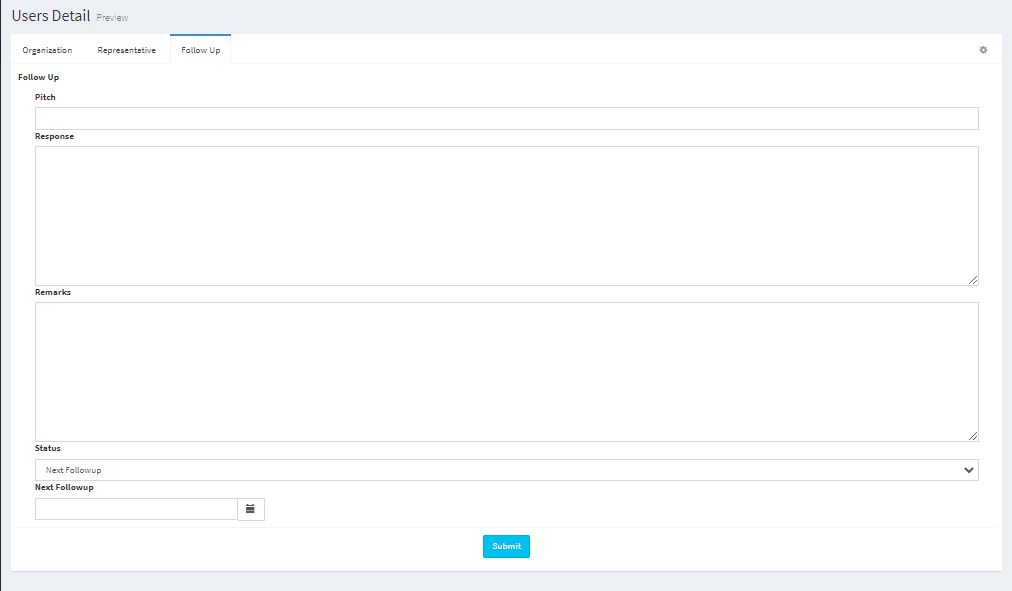 Users Detail Preview
Organization Representative Follow Up
Follow Up
Pitch
Response
Remarks
Status
Next Followup
Next Followup
Submit